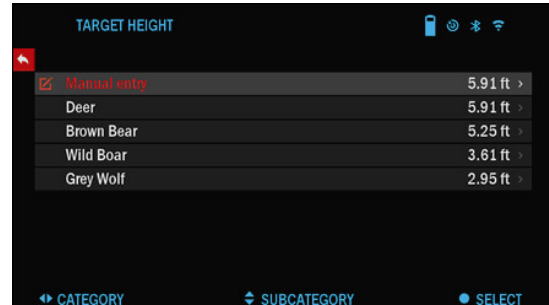 TARGET HEIGHT
Manual entry 5.91 ft >
Deer 5.91 ft >
Brown Bear 5.25 ft >
Wild Boar 3.61 ft >
Grey Wolf 2.95 ft >
CATEGORY SUBCATEGORY SELECT